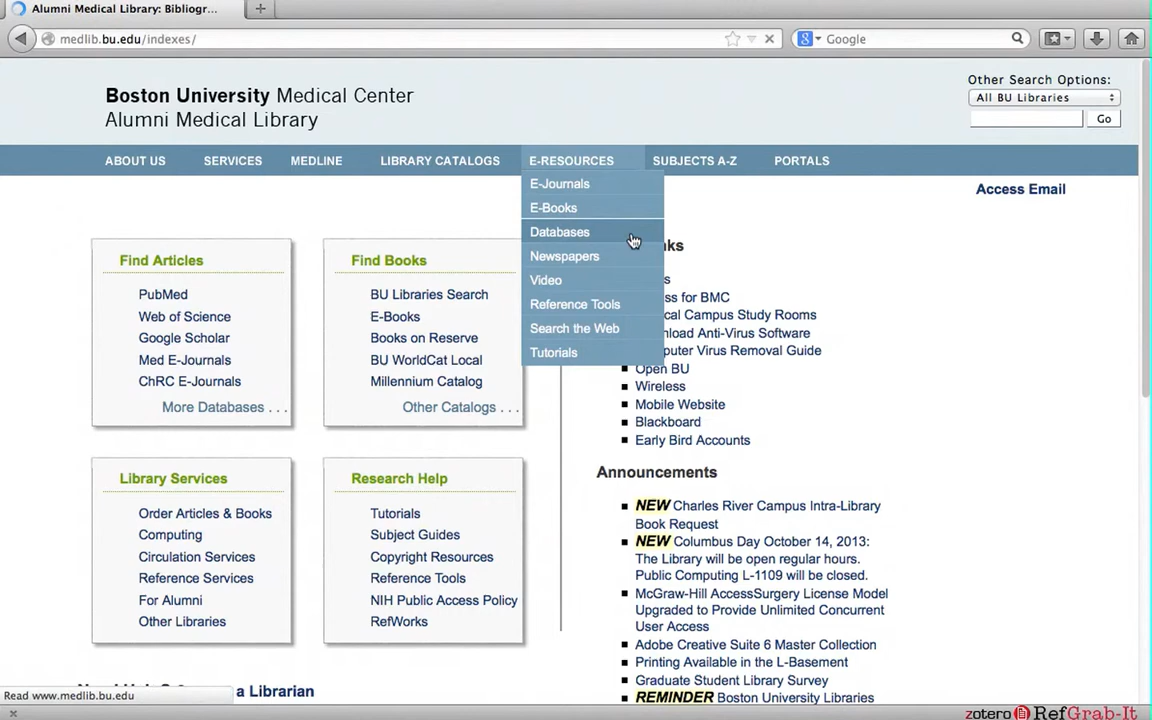 Alumni Medical Library: Bibliogr...
medlib.bu.edu/indexes/
Google
Boston University Medical Center
Alumni Medical Library
Other Search Options:
All BU Libraries
Go
ABOUT US SERVICES MEDLINE LIBRARY CATALOGS E-RESOURCES SUBJECTS A-Z PORTALS
E-Journals
E-Books
Databases
Newspapers
Video
Reference Tools
Search the Web
Tutorials
Access Email
Find Articles
PubMed
Web of Science
Google Scholar
Med E-Journals
ChRC E-Journals
More Databases . . .
Find Books
BU Libraries Search
E-Books
Books on Reserve
BU WorldCat Local
Millennium Catalog
Other Catalogs . . .
for BMC
Study Rooms
Anti-Virus Software
Virus Removal Guide
Open BU
Wireless
Mobile Website
Blackboard
Early Bird Accounts
Library Services
Order Articles & Books
Computing
Circulation Services
Reference Services
For Alumni
Other Libraries
Research Help
Tutorials
Subject Guides
Copyright Resources
Reference Tools
NIH Public Access Policy
RefWorks
Announcements
NEW Charles River Campus Intra-Library
Book Request
NEW Columbus Day October 14, 2013:
The Library will be open regular hours.
Public Computing L-1109 will be closed.
McGraw-Hill AccessSurgery License Model
Upgraded to Provide Unlimited Concurrent
User Access
Adobe Creative Suite 6 Master Collection
Printing Available in the L-Basement
Graduate Student Library Survey
REMINDER Boston University Libraries
a Librarian
Read www.medlib.bu.edu
zotero RefGrab-It